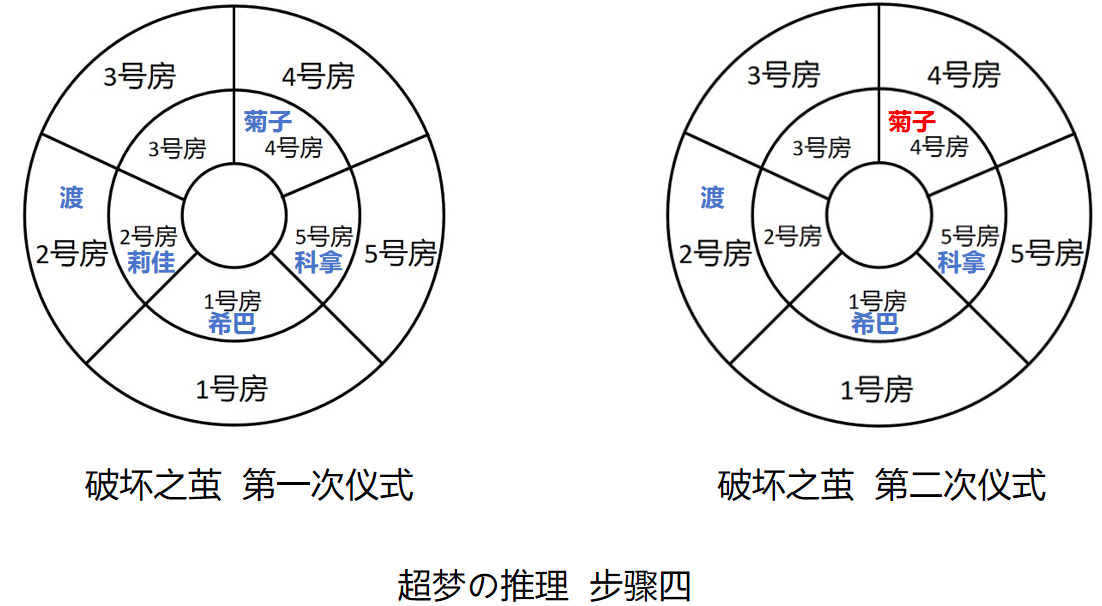 3号房
4号房
菊子
3号房
4号房
渡
2号房
2号房
莉佳
5号房
科拿
5号房
1号房
希巴
1号房
破坏之茧 第一次仪式
3号房
4号房
菊子
3号房
4号房
渡
2号房
2号房
5号房
科拿
5号房
1号房
希巴
1号房
破坏之茧 第二次仪式
超梦の推理 步骤四